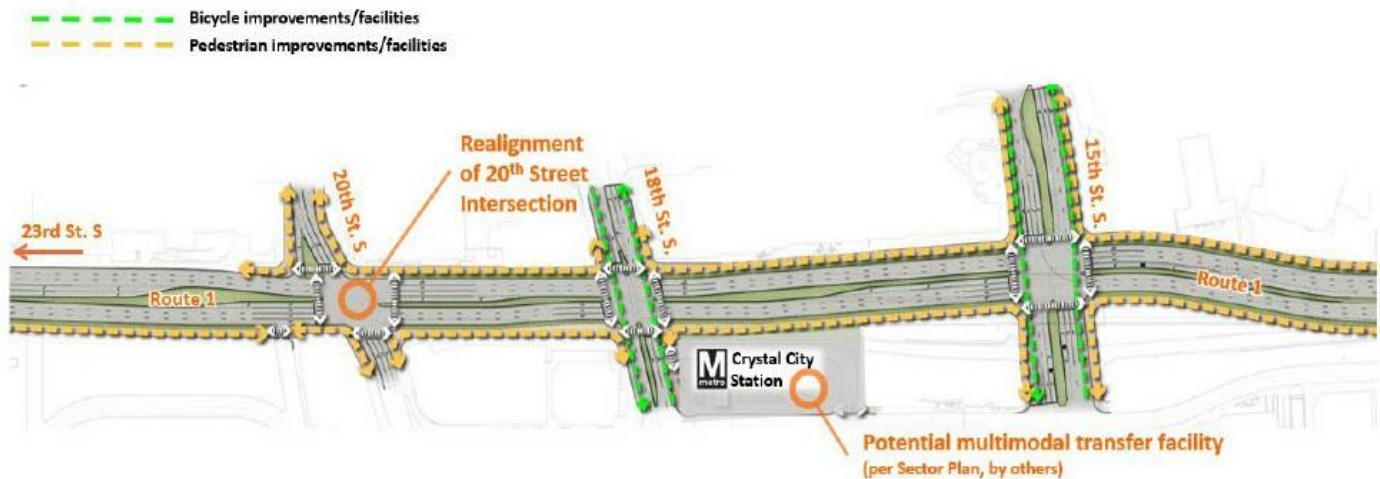 Bicycle improvements/facilities
Pedestrian improvements/facilities
Realignment
of 20th Street
Intersection
20th St. S
18th St. S.
15th St. S.
23rd St. S
Route 1
Route 1
M
metro
Crystal City
Station
Potential multimodal transfer facility
(per Sector Plan, by others)